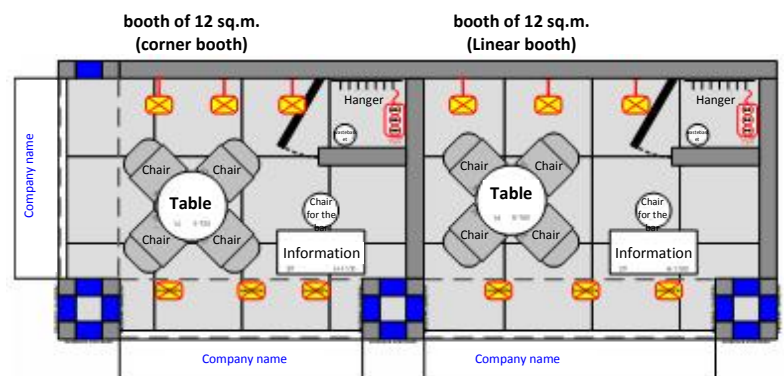 booth of 12 sq.m.
(corner booth)
booth of 12 sq.m.
(Linear booth)
Hanger
Hanger
Company name
Chair
Chair
Table
Chair
Chair
Chair
for the
bar
Information
Chair
Chair
Table
Chair
Chair
Chair
for the
bar
Information
Company name
Company name